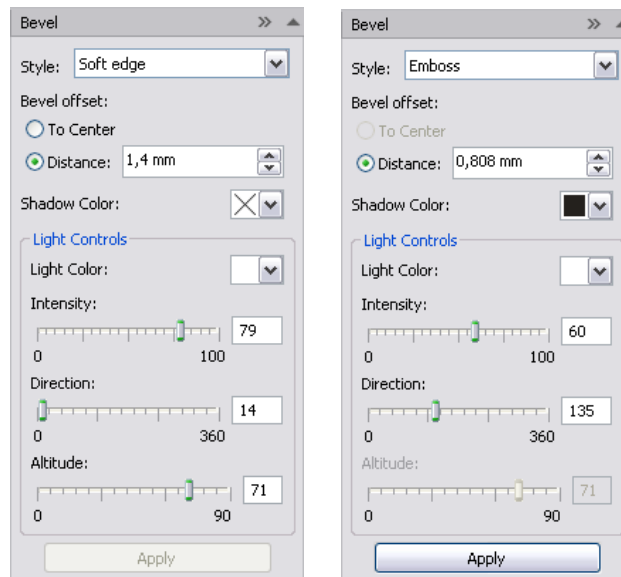 Bevel
Style: Soft edge
Bevel offset:
To Center
Distance: 1,4 mm
Shadow Color:
Light Controls
Light Color:
Intensity:
79
0 100
Direction:
14
0 360
Altitude:
71
0 90
Apply
Bevel
Style: Emboss
Bevel offset:
To Center
Distance: 0,808 mm
Shadow Color:
Light Controls
Light Color:
Intensity:
60
0 100
Direction:
135
0 360
Altitude:
71
0 90
Apply